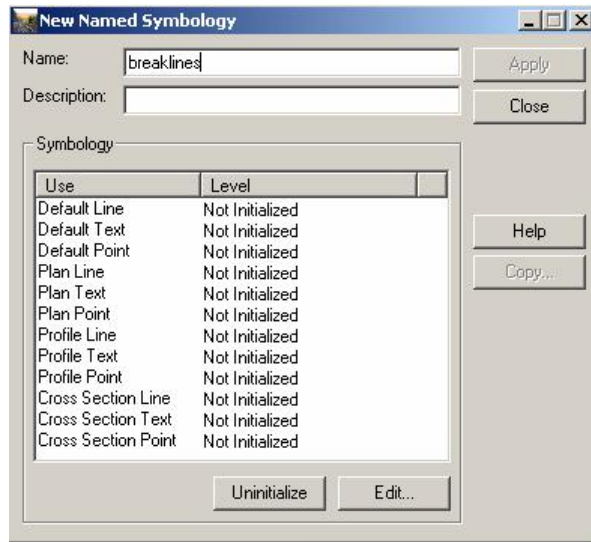 New Named Symbology
Name: breaklines
Apply
Description:
Close
Symbology
Use Level
Default Line Not Initialized
Default Text Not Initialized
Default Point Not Initialized
Plan Line Not Initialized
Plan Text Not Initialized
Plan Point Not Initialized
Profile Line Not Initialized
Profile Text Not Initialized
Profile Point Not Initialized
Cross Section Line Not Initialized
Cross Section Text Not Initialized
Cross Section Point Not Initialized
Help
Copy...
Uninitialize Edit...